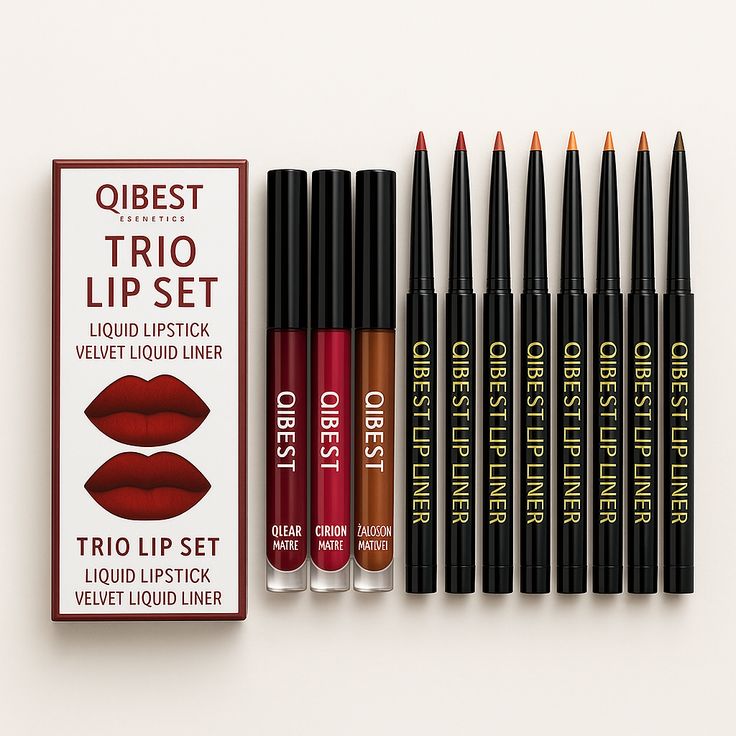 QIBEST
ESENETICS
TRIO
LIP SET
LIQUID LIPSTICK
VELVET LIQUID LINER
TRIO LIP SET
LIQUID LIPSTICK
VELVET LIQUID LINER
QIBEST
QLEAR
MATRE
QIBEST
CIRION
MATRE
QIBEST
ŽALOSON
MATIVEI
QIBEST LIP LINER
QIBEST LIP LINER
QIBEST LIP LINER
QIBEST LIP LINER
QIBEST LIP LINER
QIBEST LIP LINER
QIBEST LIP LINER
QIBEST LIP LINER